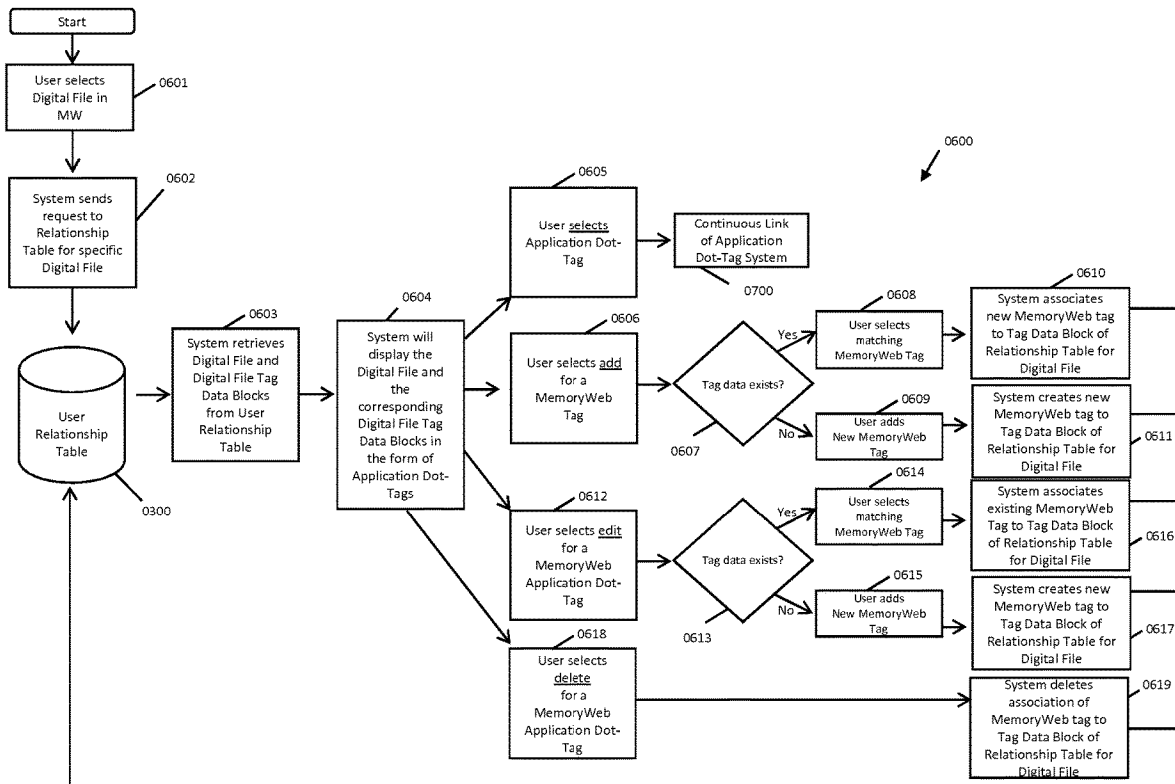 Start
0601
User selects
Digital File in
MW
0602
System sends
request to
Relationship
Table for specific
Digital File
User
Relationship
Table
0300
0603
System retrieves
Digital File and
Digital File Tag
Data Blocks
from User
Relationship
Table
0604
System will
display the
Digital File and
the
corresponding
Digital File Tag
Data Blocks in
the form of
Application Dot-
Tags
0600
0605
User selects
Application Dot-
Tag
Continuous Link
of Application
Dot-Tag System
0700
0606
User selects add
for a
MemoryWeb
Tag
Tag data exists?
0607
Yes
0608
User selects
matching
MemoryWeb Tag
0610
System associates
new MemoryWeb tag
to Tag Data Block of
Relationship Table for
Digital File
No
0609
User adds
New MemoryWeb
Tag
System creates new
MemoryWeb tag to
Tag Data Block of
Relationship Table for
Digital File
0611
0612
User selects edit
for a
MemoryWeb
Application Dot-
Tag
Tag data exists?
0613
Yes
0614
User selects
matching
MemoryWeb Tag
System associates
existing MemoryWeb
Tag to Tag Data Block
of Relationship Table
for Digital File
0616
No
0615
User adds
New MemoryWeb
Tag
System creates new
MemoryWeb tag to
Tag Data Block of
Relationship Table for
Digital File
0617
0618
User selects
delete
for a
MemoryWeb
Application Dot-
Tag
System deletes
association of
MemoryWeb tag to
Tag Data Block of
Relationship Table for
Digital File
0619